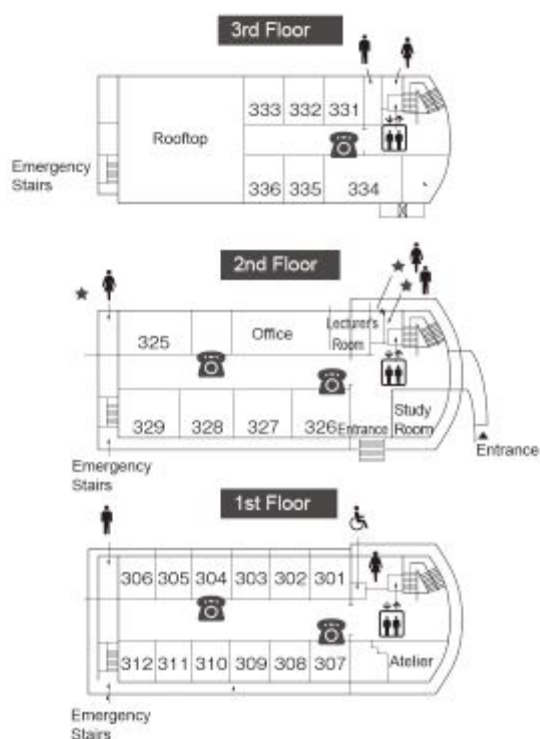 3rd Floor
333 332 331
Rooftop
Emergency
Stairs
336 335 334
2nd Floor
325
Office
Lecturer's
Room
329 328 327 326
Entrance
Study
Room
Entrance
Emergency
Stairs
1st Floor
306 305 304 303 302 301
312 311 310 309 308 307
Atelier
Emergency
Stairs